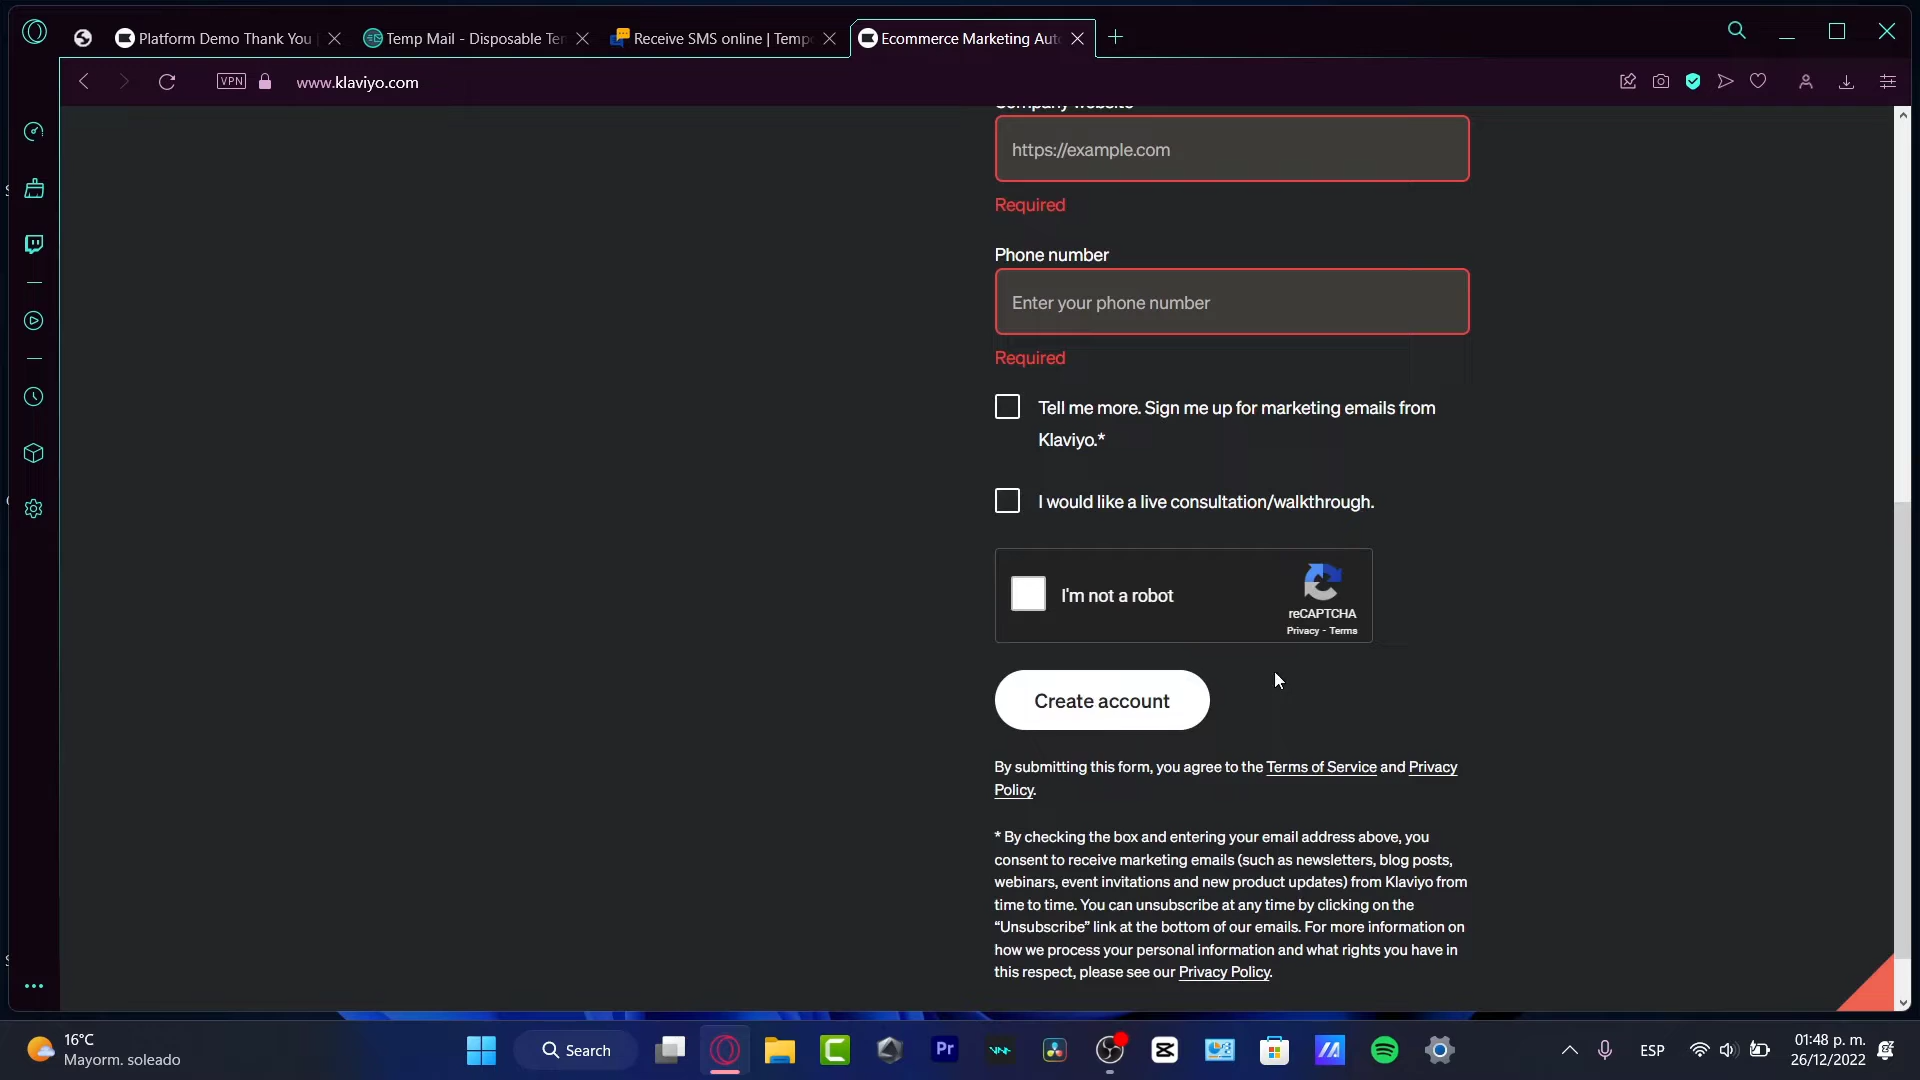 Platform Demo Thank You |
Temp Mail - Disposable Ter
Receive SMS online | Tempo
Ecommerce Marketing Aut
VPN
www.klaviyo.com
Company website
https://example.com
Required
Phone number
Enter your phone number
Required
Tell me more. Sign me up for marketing emails from
Klaviyo.*
I would like a live consultation/walkthrough.
I'm not a robot
reCAPTCHA
Privacy - Terms
Create account
By submitting this form, you agree to the Terms of Service and Privacy
Policy.
* By checking the box and entering your email address above, you
consent to receive marketing emails (such as newsletters, blog posts,
webinars, event invitations and new product updates) from Klaviyo from
time to time. You can unsubscribe at any time by clicking on the
“Unsubscribe” link at the bottom of our emails. For more information on
how we process your personal information and what rights you have in
this respect, please see our Privacy Policy.
16°C
Mayorm. soleado
Search
Pr
ESP
01:48 p. m.
26/12/2022